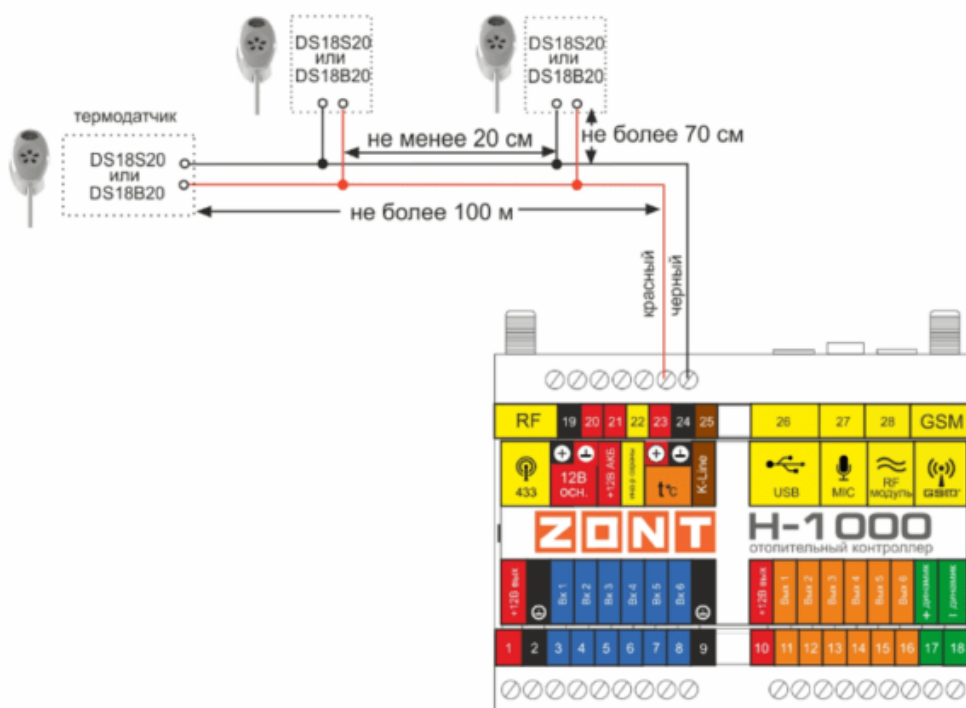 DS18S20
или
DS18B20
DS18S20
или
DS18B20
термодатчик
не менее 20 см
не более 70 см
DS18S20
или
DS18B20
не более 100 м
красный
черный
RF 19 20 21 22 23 24 25 26 27 28 GSM
433
12В
осн.
+12В АКБ
t°C
K-Line
USB
MIC
RF
модуль
GSM
ZONT
H-1000
отопительный контроллер
+12В вых
Вх 1
Вх 2
Вх 3
Вх 4
Вх 5
Вх 6
+12В вых
Вых 1
Вых 2
Вых 3
Вых 4
Вых 5
Вых 6
+ динамик
- динамик
1 2 3 4 5 6 7 8 9 10 11 12 13 14 15 16 17 18